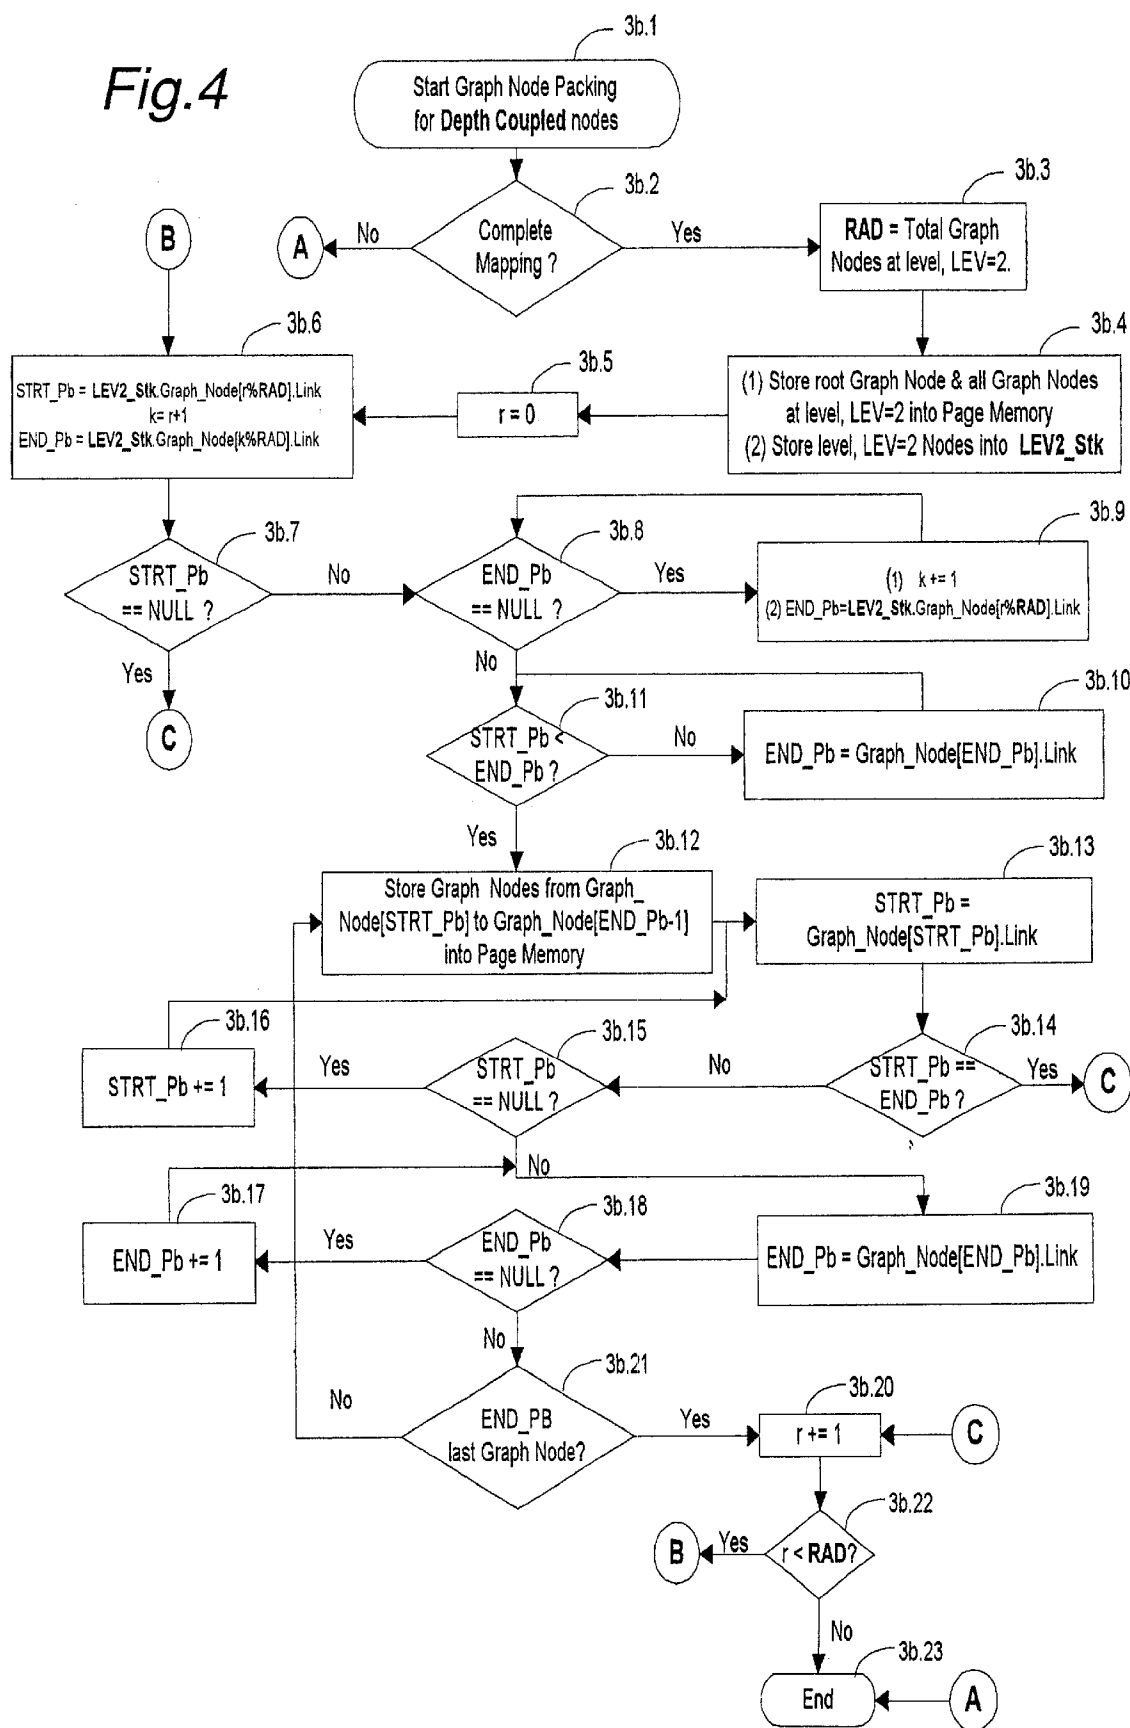 Fig.4
3b.1
Start Graph Node Packing
for Depth Coupled nodes
3b.2
Complete
Mapping ?
No
A
Yes
3b.3
RAD = Total Graph
Nodes at level, LEV=2.
B
3b.4
(1) Store root Graph Node & all Graph Nodes
at level, LEV=2 into Page Memory
(2) Store level, LEV=2 Nodes into LEV2_Stk
3b.5
r = 0
3b.6
STRT_Pb = LEV2_Stk.Graph_Node[r%RAD].Link
k= r+1
END_Pb = LEV2_Stk.Graph_Node[k%RAD].Link
3b.7
STRT_Pb
== NULL ?
No
Yes
C
3b.8
END_Pb
== NULL ?
Yes
No
3b.9
(1) k += 1
(2) END_Pb=LEV2_Stk.Graph_Node[r%RAD].Link
3b.10
END_Pb = Graph_Node[END_Pb].Link
3b.11
STRT_Pb <
END_Pb ?
No
Yes
3b.12
Store Graph Nodes from Graph_
Node[STRT_Pb] to Graph_Node[END_Pb-1]
into Page Memory
3b.13
STRT_Pb =
Graph_Node[STRT_Pb].Link
3b.14
STRT_Pb ==
END_Pb ?
Yes
C
No
3b.15
STRT_Pb
== NULL ?
Yes
No
3b.16
STRT_Pb += 1
3b.17
END_Pb += 1
3b.18
END_Pb
== NULL ?
Yes
No
3b.19
END_Pb = Graph_Node[END_Pb].Link
3b.21
END_PB
last Graph Node?
No
Yes
3b.20
r += 1
C
3b.22
r < RAD?
Yes
B
No
3b.23
End
A